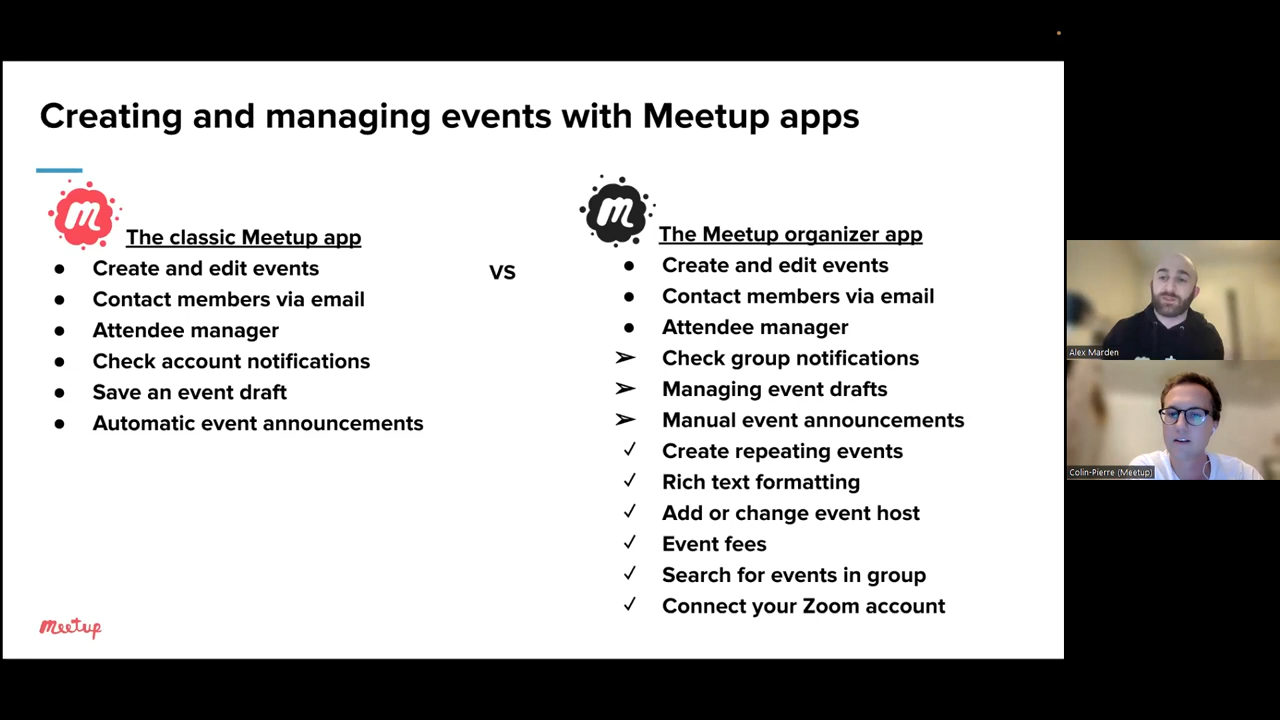 Creating and managing events with Meetup apps
m
The classic Meetup app
Create and edit events
Contact members via email
Attendee manager
Check account notifications
Save an event draft
Automatic event announcements
VS
m
The Meetup organizer app
Create and edit events
Contact members via email
Attendee manager
Check group notifications
Managing event drafts
Manual event announcements
Create repeating events
Rich text formatting
Add or change event host
Event fees
Search for events in group
Connect your Zoom account
meetup
Alex Marden
Colin-Pierre (Meetup)